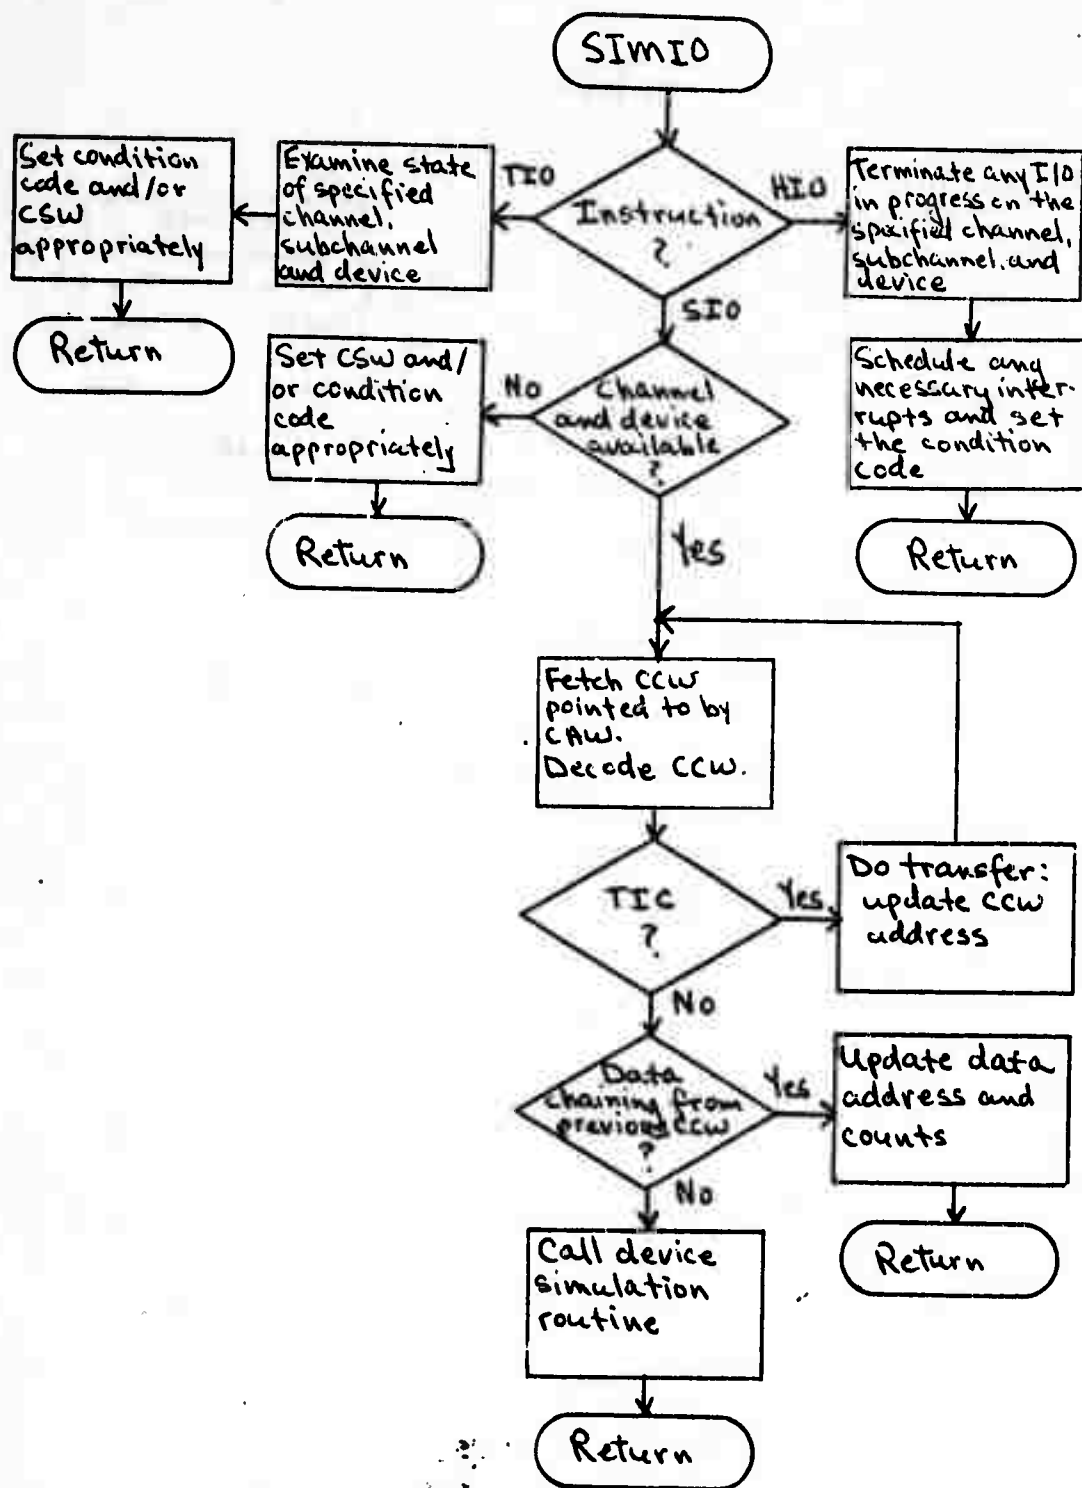 SIMIO
Instruction
?
TIO
HIO
SIO
Examine state
of specified
channel,
subchannel
and device
Set condition
code and/or
CSW
appropriately
Return
Terminate any I/O
in progress on the
specified channel,
subchannel, and
device
Schedule any
necessary inter-
rupts and set
the condition
code
Return
Channel
and device
available
?
No
Set CSW and/
or condition
code
appropriately
Return
Yes
Fetch CCW
pointed to by
CAW.
Decode CCW.
TIC
?
Yes
Do transfer:
update CCW
address
No
Data
chaining from
previous CCW
?
Yes
Update data
address and
counts
Return
No
Call device
simulation
routine
Return